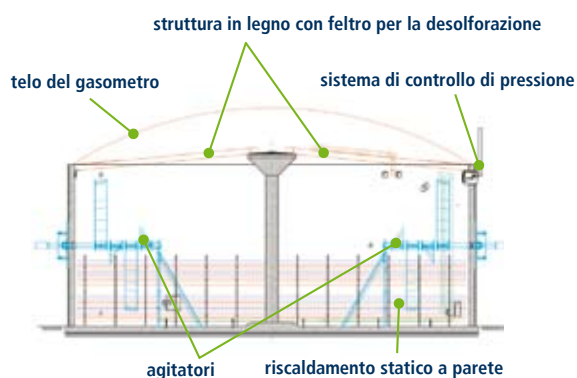 struttura in legno con feltro per la desolforazione
telo del gasometro
sistema di controllo di pressione
agitatori
riscaldamento statico a parete